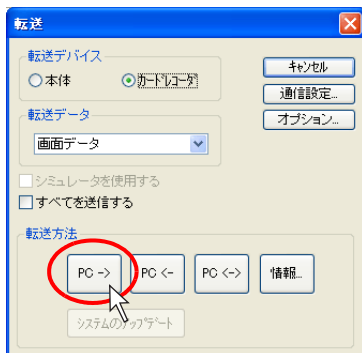 転送
転送デバイス
本体
カードレコーダ
キャンセル
通信設定...
オプション...
転送データ
画面データ
シミュレータを使用する
すべてを送信する
転送方法
PC ->
PC <-
PC <->
情報...
システムのアップデート